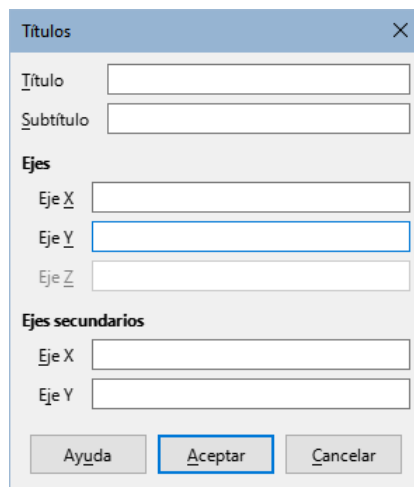 Títulos
Título
Subtítulo
Ejes
Eje X
Eje Y
Eje Z
Ejes secundarios
Eje X
Eje Y
Ayuda Aceptar Cancelar